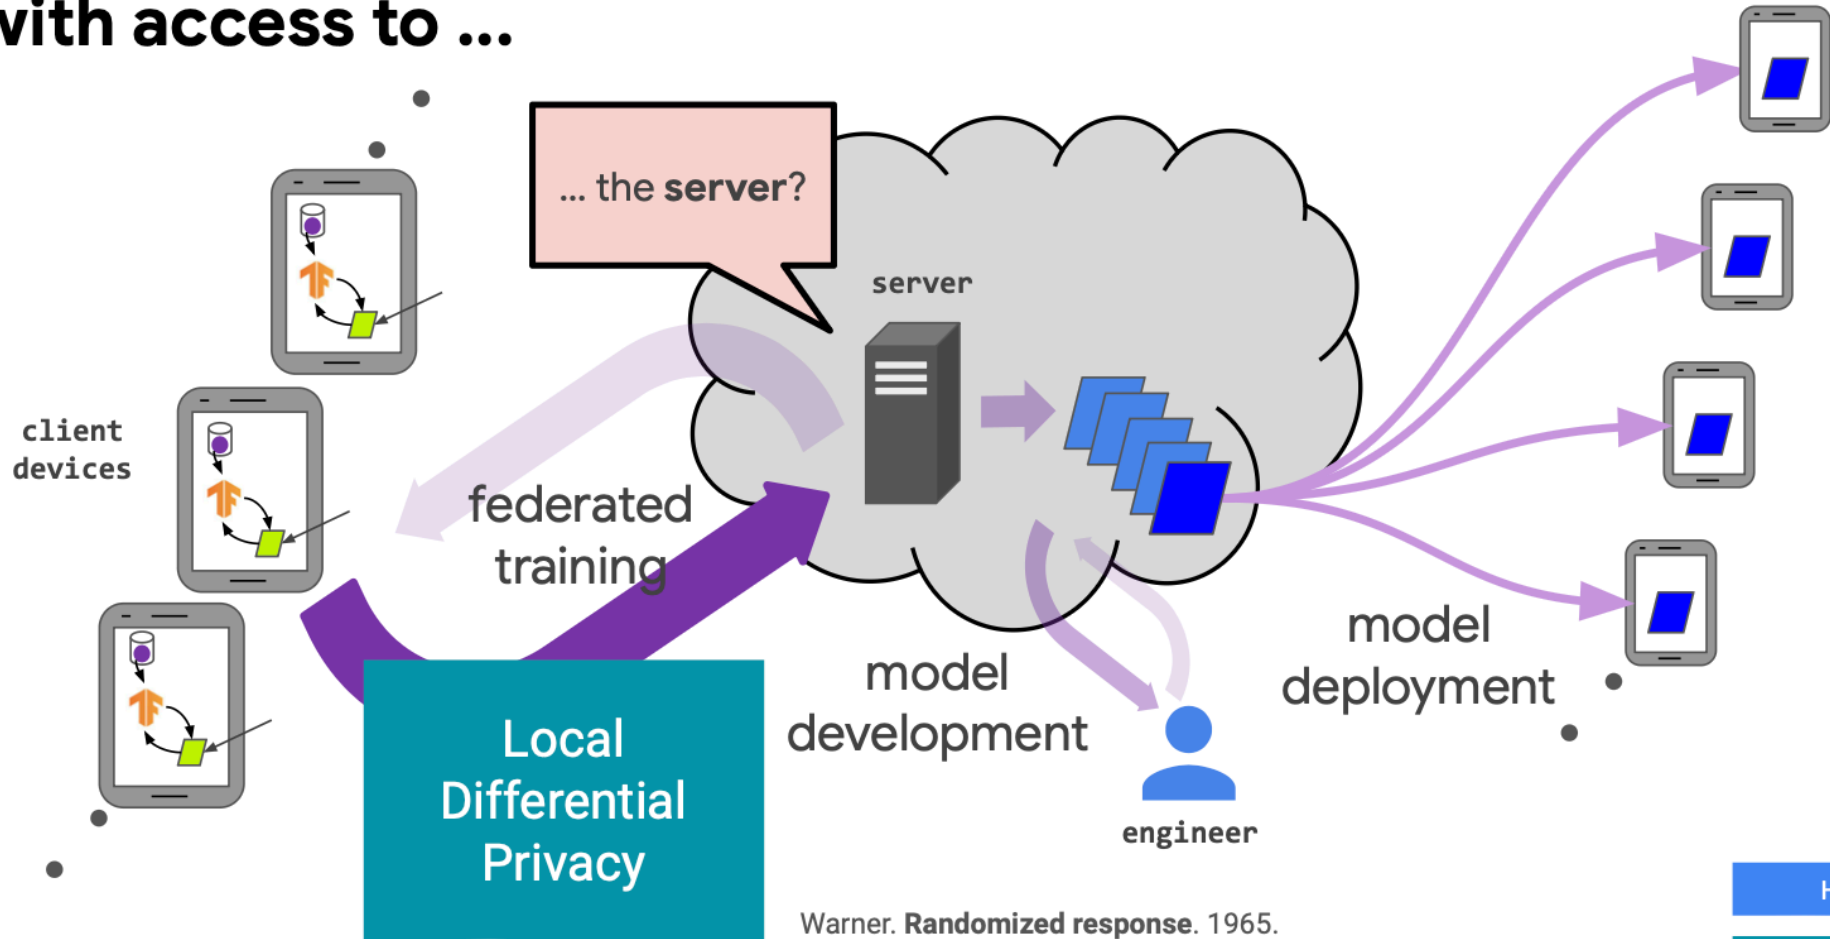 with access to ...
... the server?
server
client
devices
federated
training
model
development
model
deployment
engineer
Local
Differential
Privacy
Warner. Randomized response. 1965.